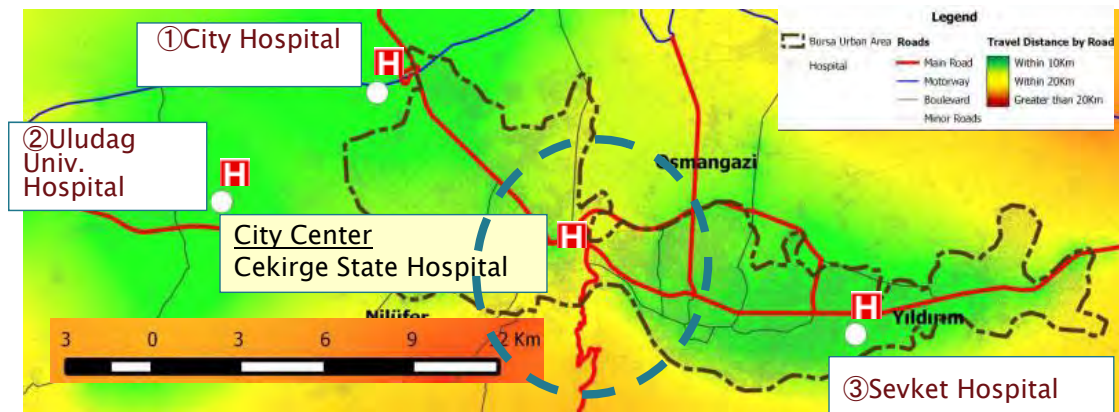 ①City Hospital
H
②Uludag
Univ.
Hospital
H
City Center
Cekirge State Hospital
H
Osmangazi
Nilüfer
3 0 3 6 9 2 Km
H
Yıldırım
③Sevket Hospital
Legend
Bursa Urban Area
Hospital
Roads
Main Road
Motorway
Boulevard
Minor Roads
Travel Distance by Road
Within 10Km
Within 20Km
Greater than 20Km